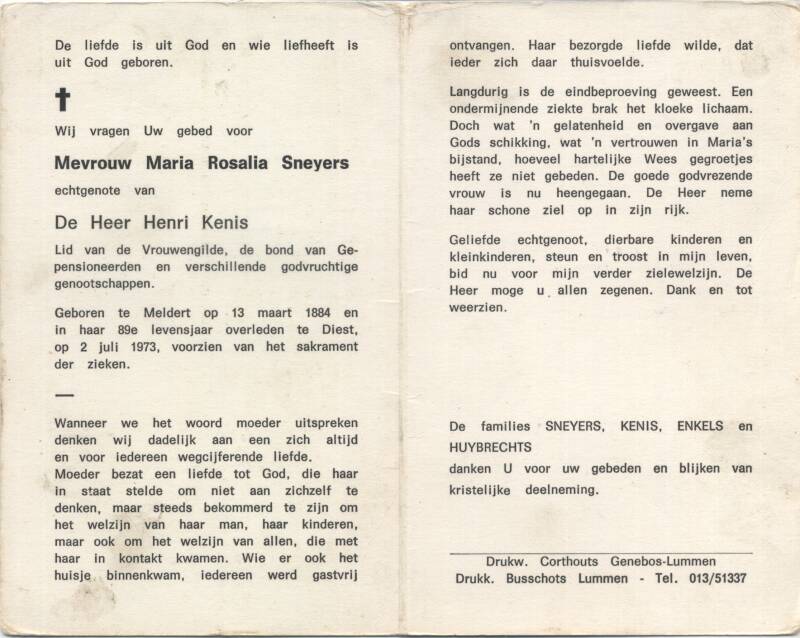 De liefde is uit God en wie liefheeft is
uit God geboren.
Wij vragen Uw gebed voor
Mevrouw Maria Rosalia Sneyers
echtgenote van
De Heer Henri Kenis
Lid van de Vrouwengilde, de bond van Ge-
pensioneerden en verschillende godvruchtige
genootschappen.
Geboren te Meldert op 13 maart 1884 en
in haar 89e levensjaar overleden te Diest,
op 2 juli 1973, voorzien van het sakrament
der zieken.
Wanneer we het woord moeder uitspreken
denken wij dadelijk aan een zich altijd
en voor iedereen wegcijferende liefde.
Moeder bezat een liefde tot God, die haar
in staat stelde om niet aan zichzelf te
denken, maar steeds bekommerd te zijn om
het welzijn van haar man, haar kinderen,
maar ook om het welzijn van allen, die met
haar in kontakt kwamen. Wie er ook het
huisje binnenkwam, iedereen werd gastvrij
ontvangen. Haar bezorgde liefde wilde, dat
ieder zich daar thuisvoelde.
Langdurig is de eindbeproeving geweest. Een
ondermijnende ziekte brak het kloeke lichaam.
Doch wat 'n gelatenheid en overgave aan
Gods schikking, wat 'n vertrouwen in Maria's
bijstand, hoeveel hartelijke Wees gegroetjes
heeft ze niet gebeden. De goede godvrezende
vrouw is nu heengegaan. De Heer neme
haar schone ziel op in zijn rijk.
Geliefde echtgenoot, dierbare kinderen en
kleinkinderen, steun en troost in mijn leven,
bid nu voor mijn verder zielewelzijn. De
Heer moge u allen zegenen. Dank en tot
weerzien.
De families SNEYERS, KENIS, ENKELS en
HUYBRECHTS
danken U voor uw gebeden en blijken van
kristelijke deelneming.
Drukw. Corthouts Genebos-Lummen
Drukk. Busschots Lummen - Tel. 013/51337